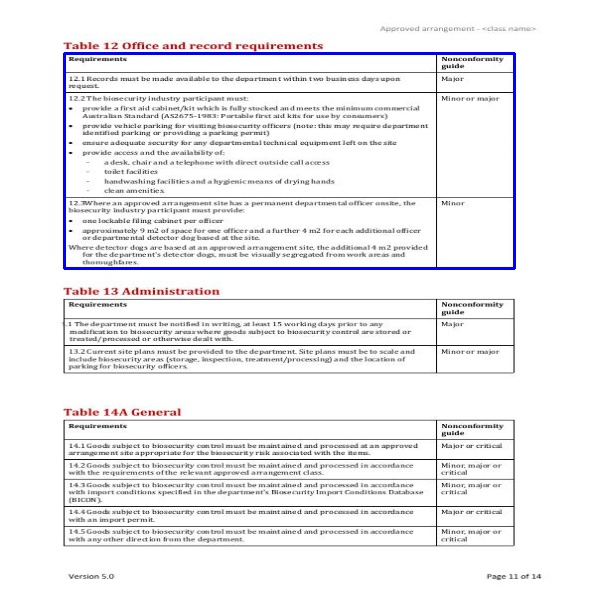 Approved arrangement - <class name>
Table 12 Office and record requirements
Requirements
Nonconformity
guide
12.1 Records must be made available to the department within two business days upon
request.
Major
12.2 The biosecurity industry participant must:
Minor or major
• provide a first aid cabinet/kit which is fully stocked and meets the minimum commercial
Australian Standard (AS2675-1983: Portable first aid kits for use by consumers)
• provide vehicle parking for visiting biosecurity officers (note: this may require department
identified parking or providing a parking permit)
• ensure adequate security for any departmental technical equipment left on the site
• provide access and the availability of:
- a desk, chair and a telephone with direct outside call access
- toilet facilities
- handwashing facilities and a hygienic means of drying hands
- clean amenities.
12.3 Where an approved arrangement site has a permanent departmental officer onsite, the
biosecurity industry participant must provide:
Minor
• one lockable filing cabinet per officer
• approximately 9 m2 of space for one officer and a further 4 m2 for each additional officer
or departmental detector dog based at the site.
Where detector dogs are based at an approved arrangement site, the additional 4 m2 provided
for the department's detector dogs, must be visually segregated from work areas and
thoroughfares.
Table 13 Administration
Requirements
Nonconformity
guide
.1 The department must be notified in writing, at least 15 working days prior to any
modification to biosecurity areas where goods subject to biosecurity control are stored or
treated/processed or otherwise dealt with.
Major
13.2 Current site plans must be provided to the department. Site plans must be to scale and
include biosecurity areas (storage, inspection, treatment/processing) and the location of
parking for biosecurity officers.
Minor or major
Table 14A General
Requirements
Nonconformity
guide
14.1 Goods subject to biosecurity control must be maintained and processed at an approved
arrangement site appropriate for the biosecurity risk associated with the items.
Major or critical
14.2 Goods subject to biosecurity control must be maintained and processed in accordance
with the requirements of the relevant approved arrangement class.
Minor, major or
critical
14.3 Goods subject to biosecurity control must be maintained and processed in accordance
with import conditions specified in the department's Biosecurity Import Conditions Database
(BICON).
Minor, major or
critical
14.4 Goods subject to biosecurity control must be maintained and processed in accordance
with an import permit.
Major or critical
14.5 Goods subject to biosecurity control must be maintained and processed in accordance
with any other direction from the department.
Minor, major or
critical
Version 5.0
Page 11 of 14